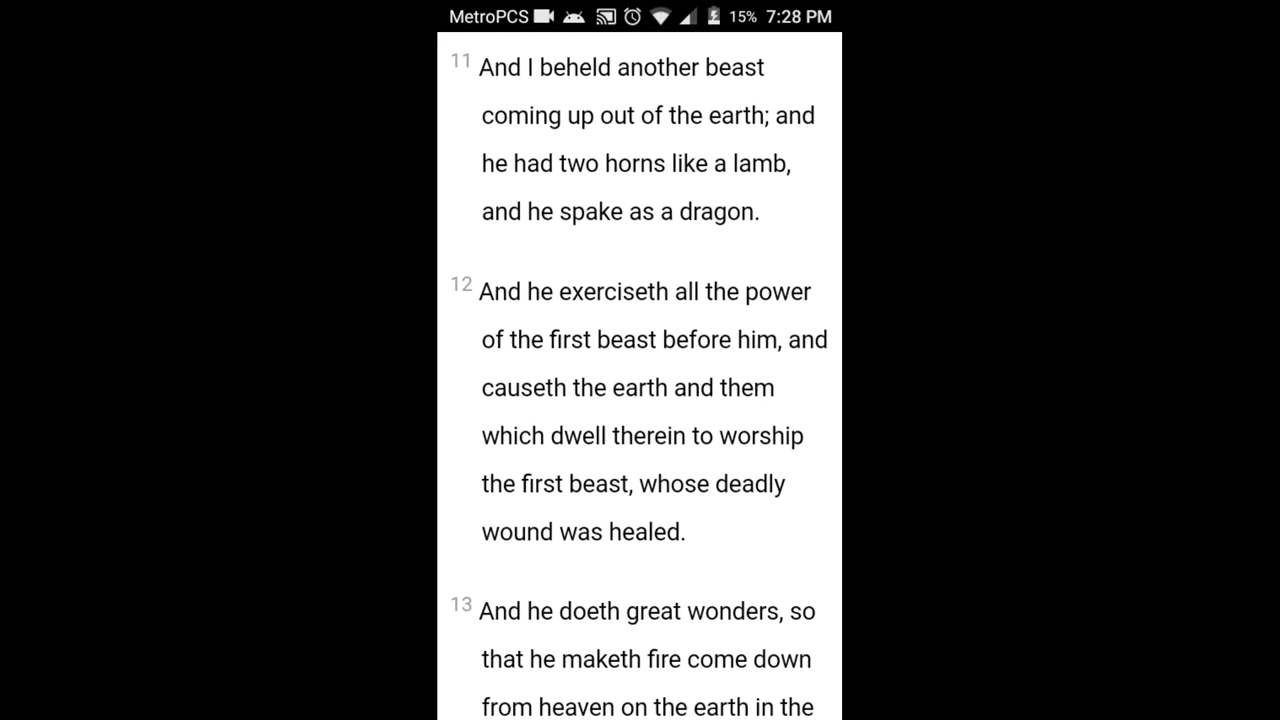 MetroPCS 15% 7:28 PM
11 And I beheld another beast
coming up out of the earth; and
he had two horns like a lamb,
and he spake as a dragon.
12 And he exerciseth all the power
of the first beast before him, and
causeth the earth and them
which dwell therein to worship
the first beast, whose deadly
wound was healed.
13 And he doeth great wonders, so
that he maketh fire come down
from heaven on the earth in the